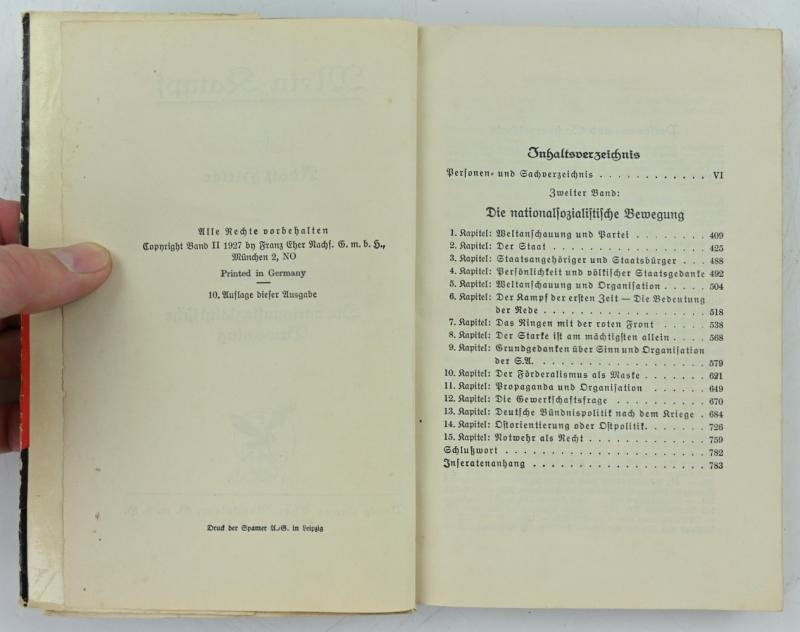 Alle Rechte vorbehalten
Copyright Band II 1927 by Franz Eher Nachf. G. m. b. H.,
München 2, NO
Printed in Germany
10. Auflage dieser Ausgabe
Druck der Spamer A.-G. in Leipzig
Inhaltsverzeichnis
Personen- und Sachverzeichnis . . . . . . . . . . . . VI
Zweiter Band:
Die nationalsozialistische Bewegung
1. Kapitel: Weltanschauung und Partei . . . . . . . . 409
2. Kapitel: Der Staat . . . . . . . . . . . . . . . . 425
3. Kapitel: Staatsangehöriger und Staatsbürger . . . 488
4. Kapitel: Persönlichkeit und völkischer Staatsgedanke 492
5. Kapitel: Weltanschauung und Organisation . . . . . 504
6. Kapitel: Der Kampf der ersten Zeit — Die Bedeutung
der Rede . . . . . . . . . . . . . . . . 518
7. Kapitel: Das Ringen mit der roten Front . . . . . 538
8. Kapitel: Der Starke ist am mächtigsten allein . . . . 568
9. Kapitel: Grundgedanken über Sinn und Organisation
der S.A. . . . . . . . . . . . . . . . . 579
10. Kapitel: Der Förderalismus als Maske . . . . . . . 621
11. Kapitel: Propaganda und Organisation . . . . . . 649
12. Kapitel: Die Gewerkschaftsfrage . . . . . . . . . 670
13. Kapitel: Deutsche Bündnispolitik nach dem Kriege . 684
14. Kapitel: Ostorientierung oder Ostpolitik. . . . . . 726
15. Kapitel: Notwehr als Recht . . . . . . . . . . . 759
Schlußwort . . . . . . . . . . . . . . . . . . . . 782
Inseratenanhang . . . . . . . . . . . . . . . . . . 783